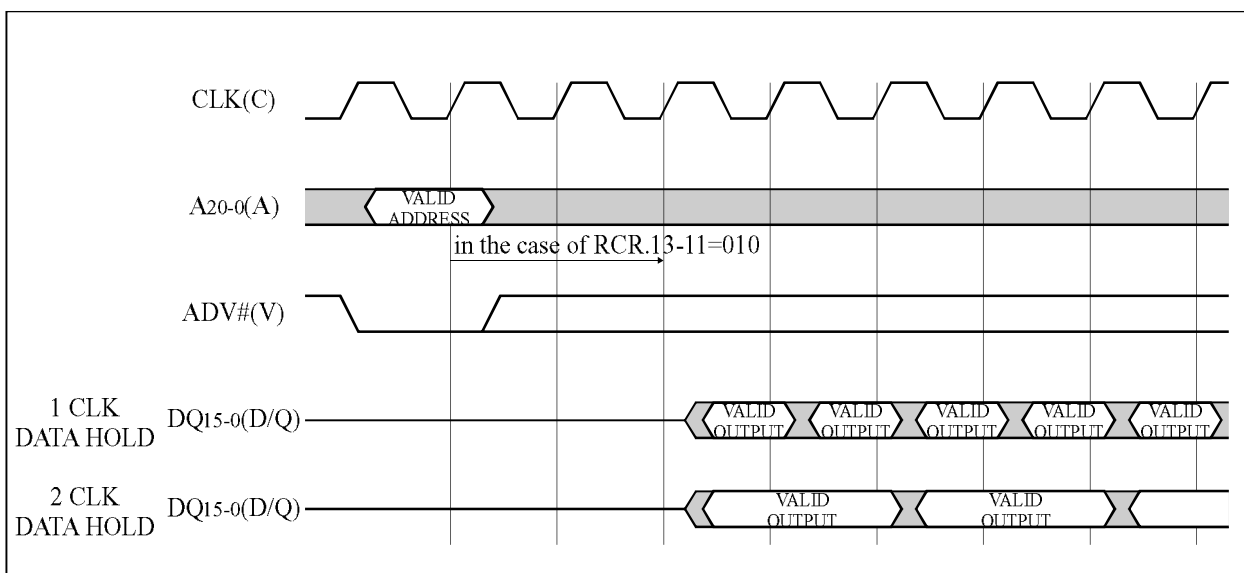 CLK(C)
A20-0(A)
VALID
ADDRESS
in the case of RCR.13-11=010
ADV#(V)
1 CLK
DATA HOLD
DQ15-0(D/Q)
VALID
OUTPUT
VALID
OUTPUT
VALID
OUTPUT
VALID
OUTPUT
VALID
OUTPUT
2 CLK
DATA HOLD
DQ15-0(D/Q)
VALID
OUTPUT
VALID
OUTPUT